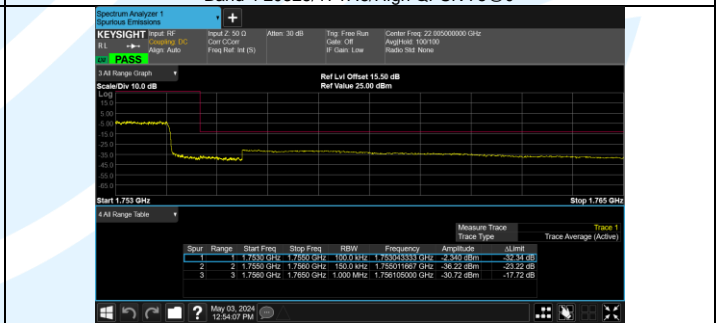 Spectrum Analyzer 1
Spurious Emissions
+
KEYSIGHT Input: RF Input Z: 50 Ω Atten: 30 dB Trig: Free Run Center Freq: 22.005000000 GHz
R L Coupling: DC Corr CCorr Gate: Off Avg|Hold: 100/100
Align: Auto Freq Ref: Int (S) IF Gain: Low Radio Std: None
PASS
3 All Range Graph
Ref Lvl Offset 15.50 dB
Scale/Div 10.0 dB Ref Value 25.00 dBm
Log
15.0
5.00
-5.00
-15.0
-25.0
-35.0
-45.0
-55.0
-65.0
Start 1.753 GHz Stop 1.765 GHz
4 All Range Table
Measure Trace Trace 1
Trace Type Trace Average (Active)
Spur Range Start Freq Stop Freq RBW Frequency Amplitude ΔLimit
1 1 1.7530 GHz 1.7550 GHz 100.0 kHz 1.753043333 GHz -2.340 dBm -32.34 dB
2 2 1.7550 GHz 1.7560 GHz 150.0 kHz 1.755011667 GHz -36.22 dBm -23.22 dB
3 3 1.7560 GHz 1.7650 GHz 1.000 MHz 1.756105000 GHz -30.72 dBm -17.72 dB
? May 03, 2024
12:54:07 PM